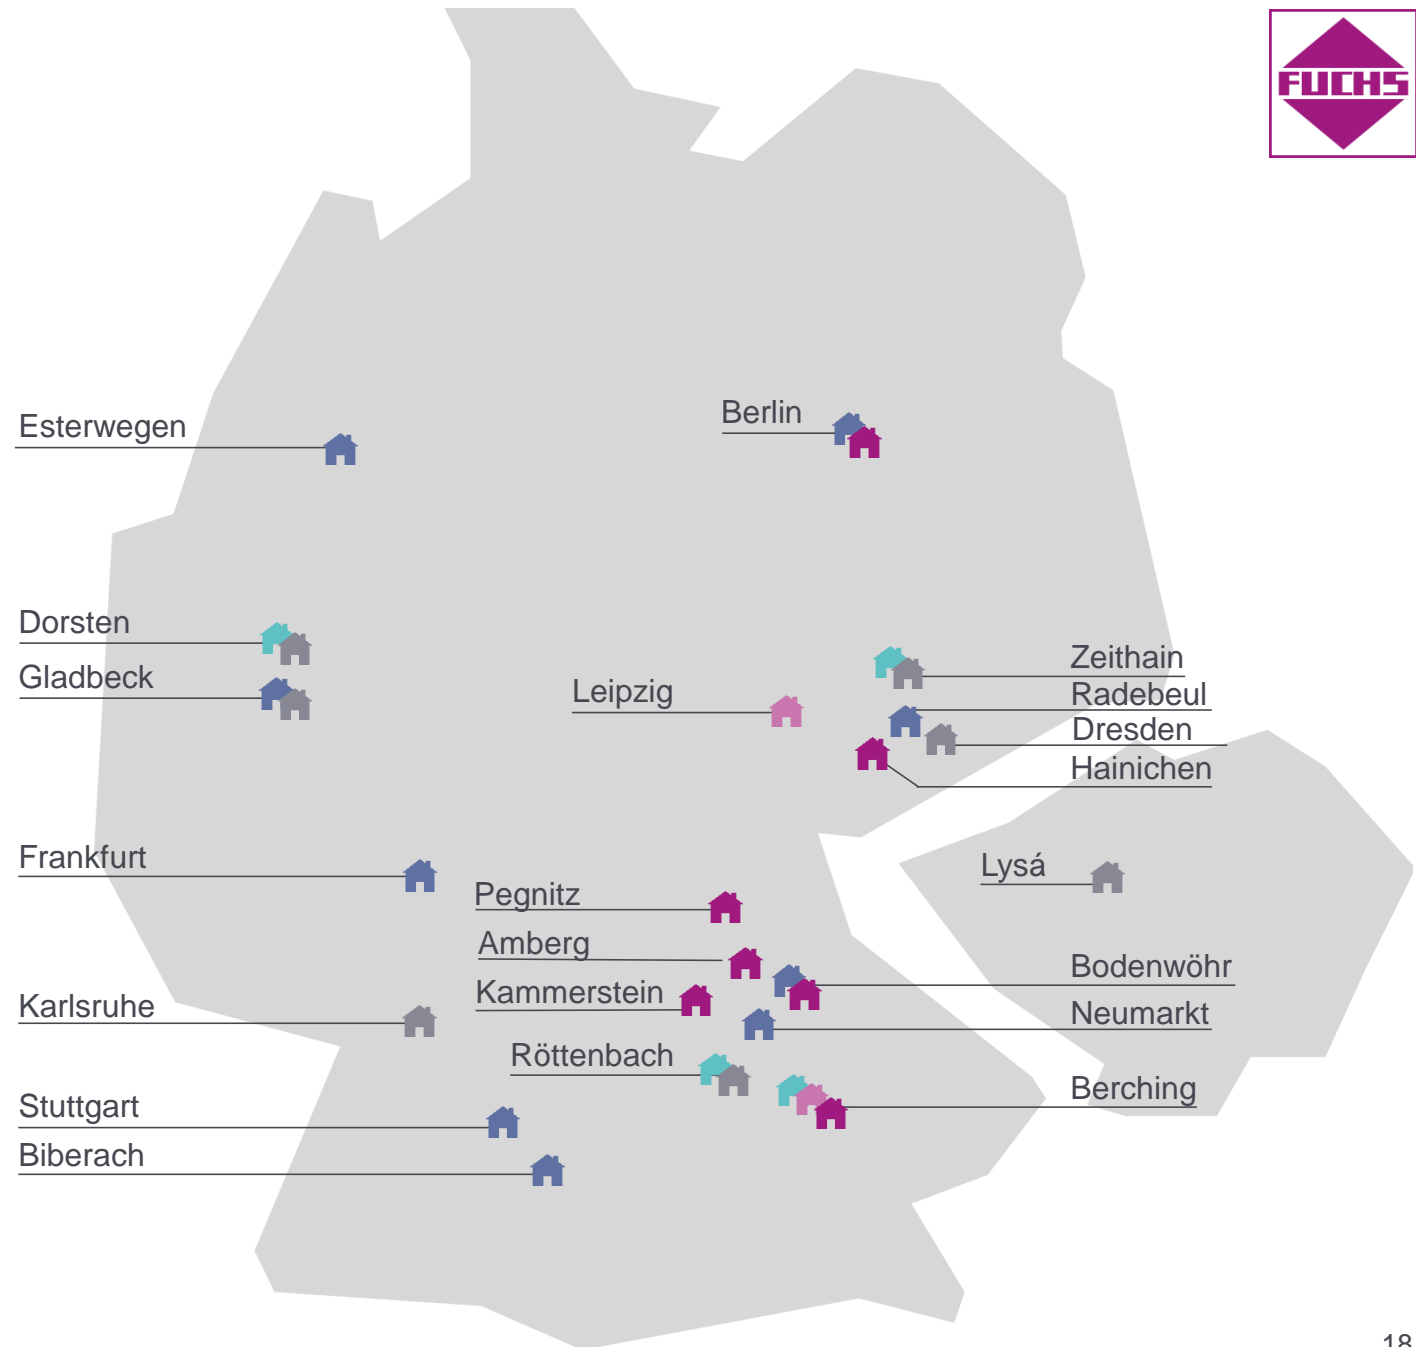 FUCHS
Esterwegen
Berlin
Dorsten
Gladbeck
Leipzig
Zeithain
Radebeul
Dresden
Hainichen
Frankfurt
Lysá
Pegnitz
Amberg
Kammerstein
Bodenwöhr
Neumarkt
Karlsruhe
Röttenbach
Berching
Stuttgart
Biberach
18